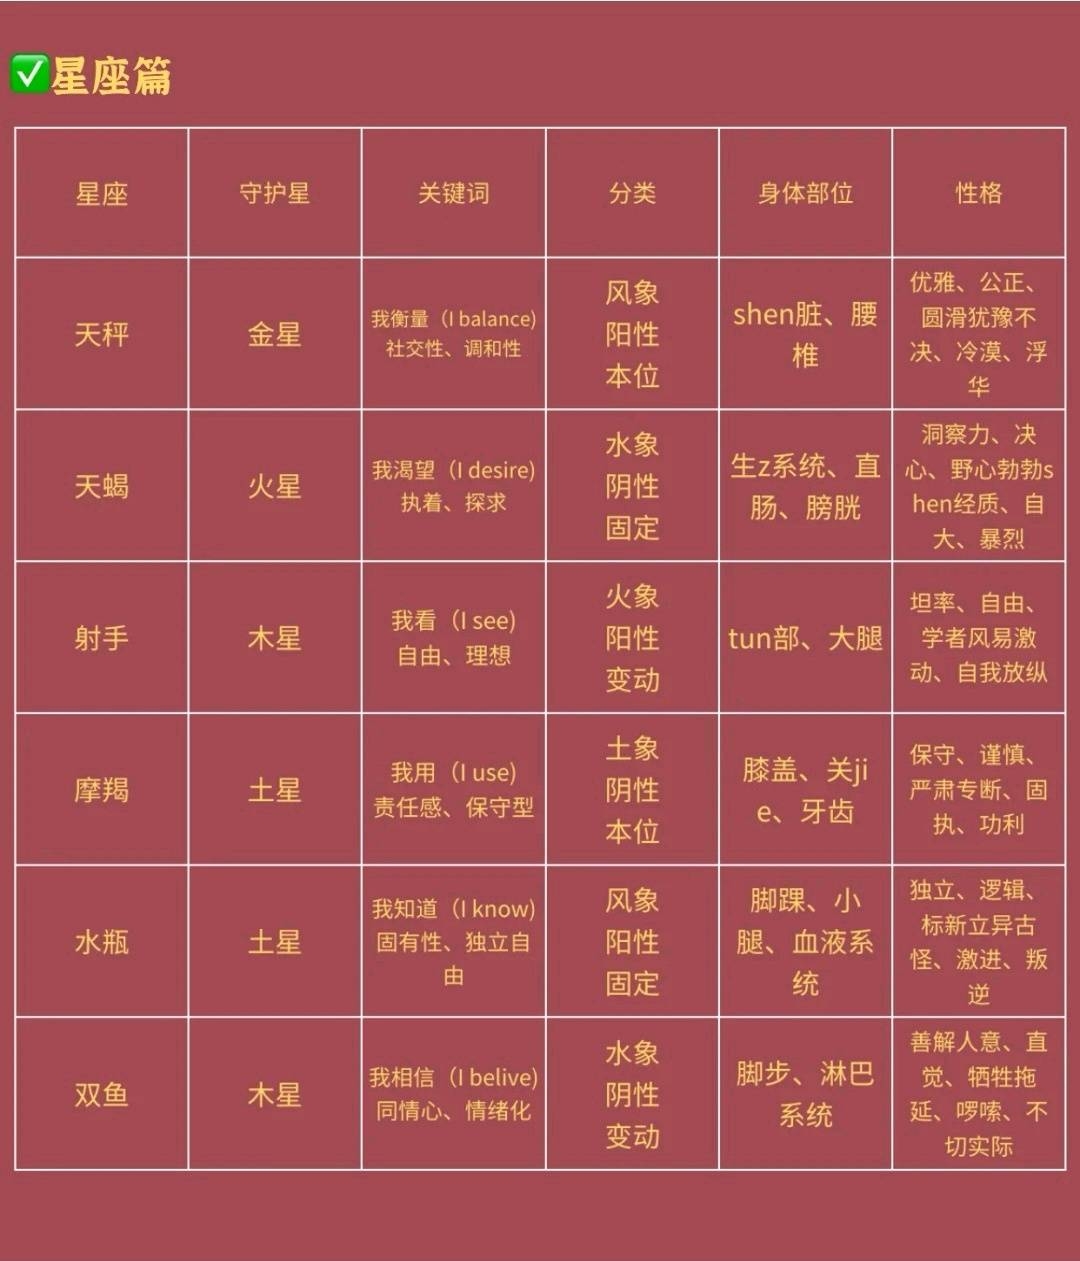 ✅星座篇
星座 守护星 关键词 分类 身体部位 性格
天秤
金星
我衡量（I balance)
社交性、调和性
风象
阳性
本位
shen脏、腰
椎
优雅、公正、
圆滑犹豫不
决、冷漠、浮
华
天蝎
火星
我渴望（I desire)
执着、探求
水象
阴性
固定
生z系统、直
肠、膀胱
洞察力、决
心、野心勃勃s
hen经质、自
大、暴烈
射手
木星
我看（I see)
自由、理想
火象
阳性
变动
tun部、大腿
坦率、自由、
学者风易激
动、自我放纵
摩羯
土星
我用（I use)
责任感、保守型
土象
阴性
本位
膝盖、关ji
e、牙齿
保守、谨慎、
严肃专断、固
执、功利
水瓶
土星
我知道（I know)
固有性、独立自
由
风象
阳性
固定
脚踝、小
腿、血液系
统
独立、逻辑、
标新立异古
怪、激进、叛
逆
双鱼
木星
我相信（I belive)
同情心、情绪化
水象
阴性
变动
脚步、淋巴
系统
善解人意、直
觉、牺牲拖
延、啰嗦、不
切实际